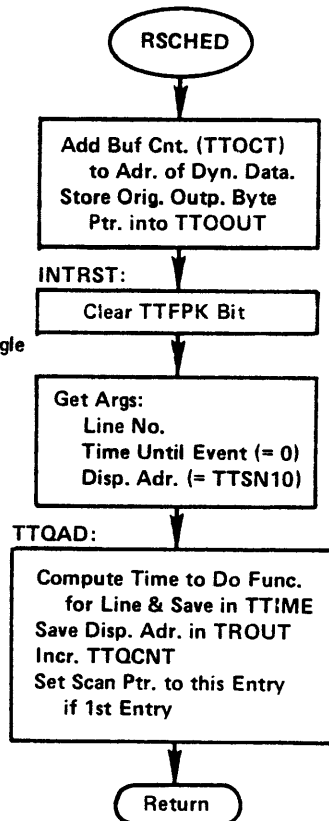 RSCHED
Add Buf Cnt. (TTOCT)
to Adr. of Dyn. Data.
Store Orig. Outp. Byte
Ptr. into TTOOUT
INTRST:
Clear TTFPK Bit
gle
Get Args:
Line No.
Time Until Event (= 0)
Disp. Adr. (= TTSN10)
TTQAD:
Compute Time to Do Func.
for Line & Save in TTIME
Save Disp. Adr. in TROUT
Incr. TTQCNT
Set Scan Ptr. to this Entry
if 1st Entry
Return